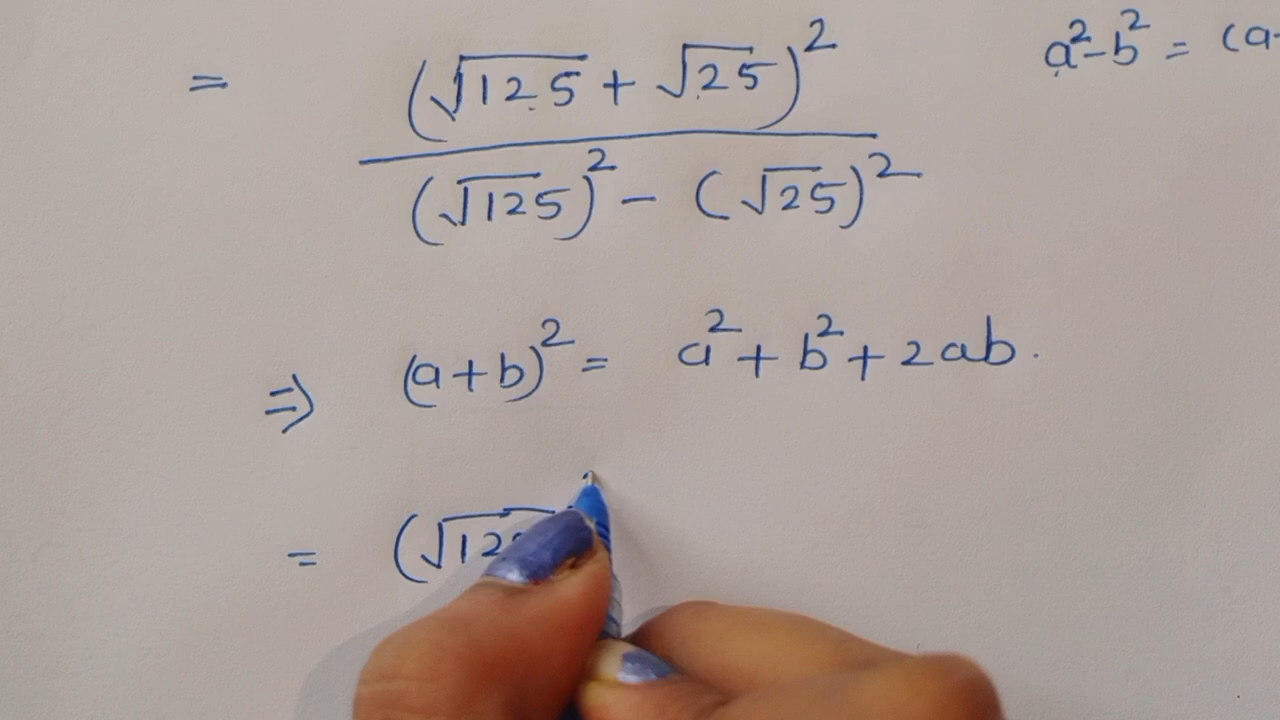 = (√125 + √25)² a² - b² = (a-
(√125)² - (√25)²
⇒ (a+b)² = a² + b² + 2ab.
= (√12